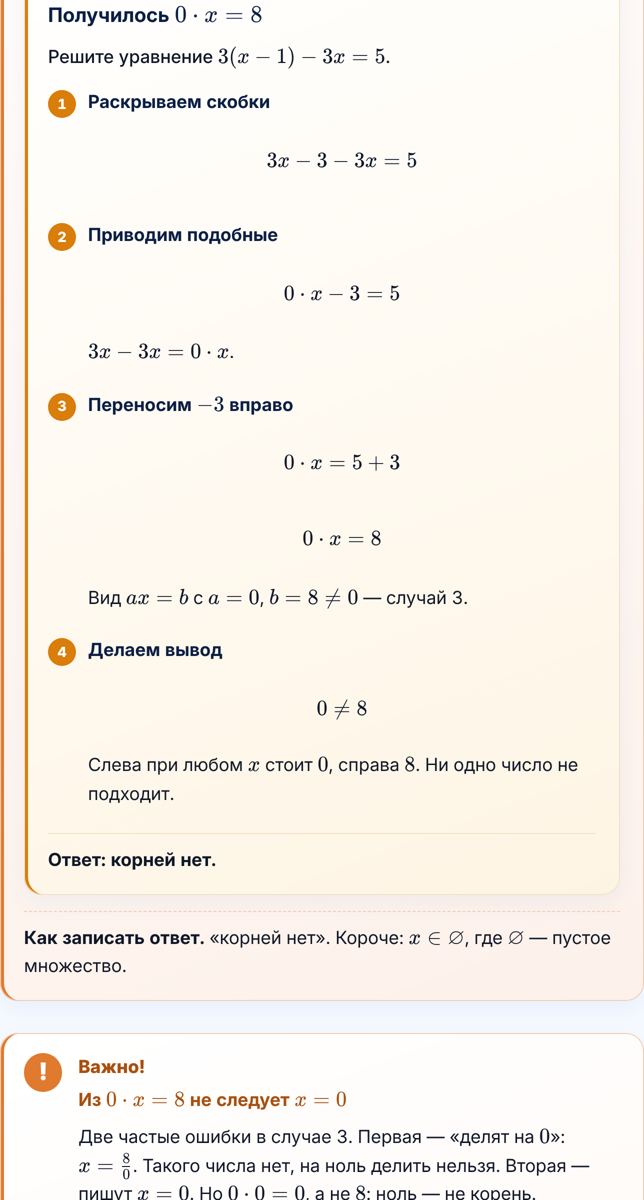 Получилось 0 · x = 8
Решите уравнение 3(x − 1) − 3x = 5.
1 Раскрываем скобки
3x − 3 − 3x = 5
2 Приводим подобные
0 · x − 3 = 5
3x − 3x = 0 · x.
3 Переносим −3 вправо
0 · x = 5 + 3
0 · x = 8
Вид ax = b с a = 0, b = 8 ≠ 0 — случай 3.
4 Делаем вывод
0 ≠ 8
Слева при любом x стоит 0, справа 8. Ни одно число не
подходит.
Ответ: корней нет.
Как записать ответ. «корней нет». Короче: x ∈ ∅, где ∅ — пустое
множество.
! Важно!
Из 0 · x = 8 не следует x = 0
Две частые ошибки в случае 3. Первая — «делят на 0»:
x = 8/0. Такого числа нет, на ноль делить нельзя. Вторая —
пишут x = 0. Но 0 · 0 = 0, а не 8: ноль — не корень.